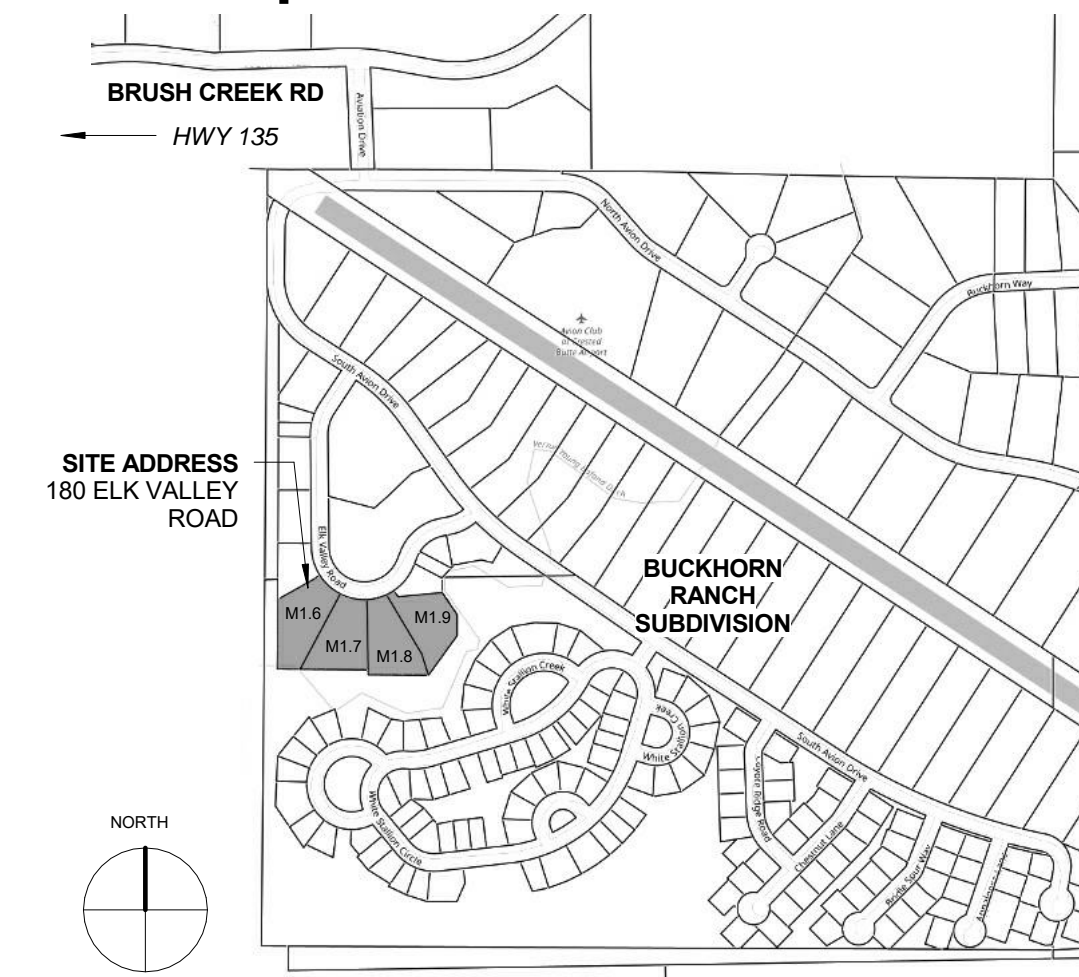 BRUSH CREEK RD
HWY 135
Aviation Drive
North Avion Drive
Buckhorn Way
Avion Club
at Crested
Butte Airport
South Avion Drive
SITE ADDRESS
180 ELK VALLEY
ROAD
Elk Valley Road
BUCKHORN
RANCH
SUBDIVISION
M1.6
M1.7
M1.8
M1.9
White Stallion Creek
White Stallion Creek
White Stallion Circle
South Avion Drive
Coyote Ridge Road
Chestnut Lane
Bridle Spur Way
NORTH